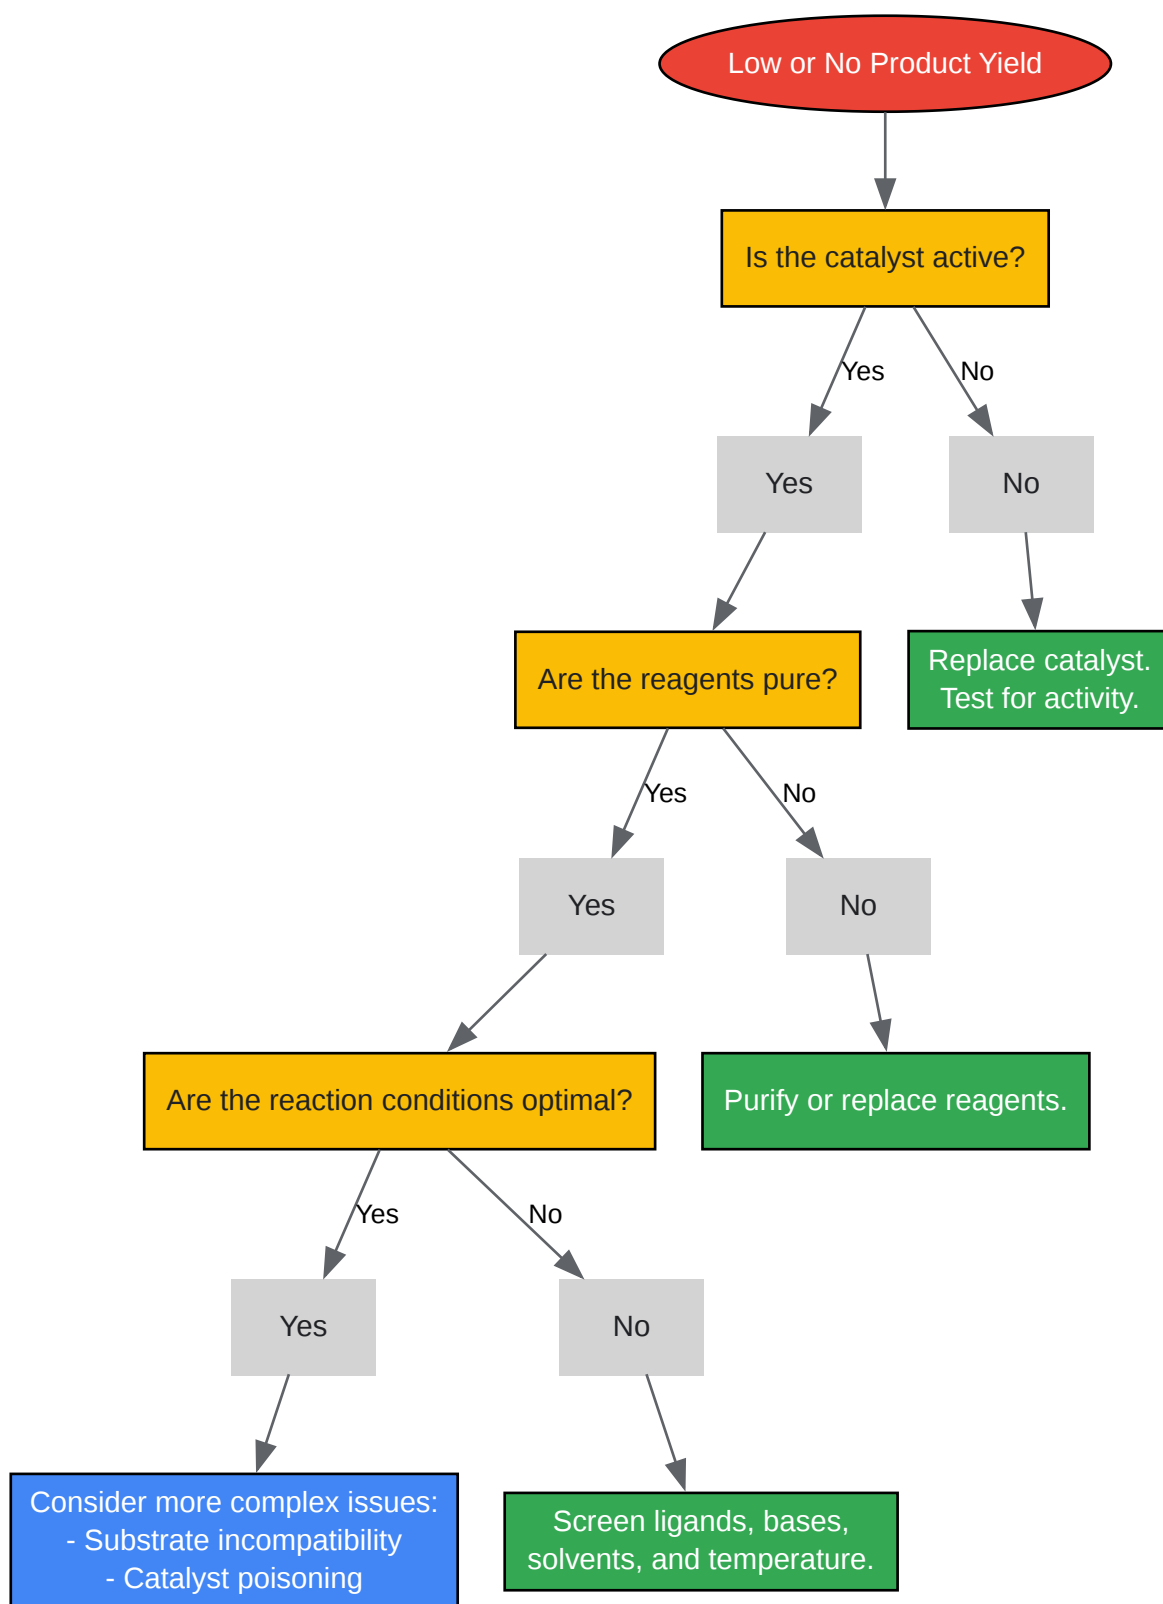 Low or No Product Yield
Is the catalyst active?
Yes
No
Yes
No
Are the reagents pure?
Replace catalyst.
Test for activity.
Yes
No
Yes
No
Are the reaction conditions optimal?
Purify or replace reagents.
Yes
No
Yes
No
Consider more complex issues:
- Substrate incompatibility
- Catalyst poisoning
Screen ligands, bases,
solvents, and temperature.